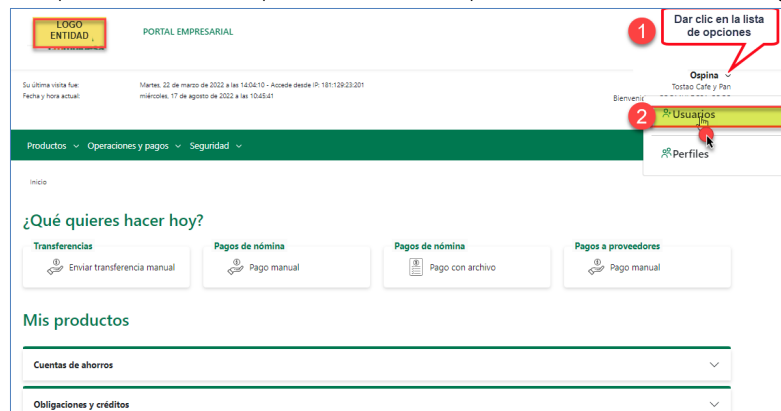 LOGO
ENTIDAD
PORTAL EMPRESARIAL
1
Dar clic en la lista
de opciones
Ospina
Tostao Cafe y Pan
Su última visita fue:
Martes, 22 de marzo de 2022 a las 14:04:10 - Accede desde IP: 181:129:23:201
Fecha y hora actual:
miércoles, 17 de agosto de 2022 a las 10:45:41
2
Usuarios
Perfiles
Productos
Operaciones y pagos
Seguridad
Inicio
¿Qué quieres hacer hoy?
Transferencias
Enviar transferencia manual
Pagos de nómina
Pago manual
Pagos de nómina
Pago con archivo
Pagos a proveedores
Pago manual
Mis productos
Cuentas de ahorros
Obligaciones y créditos